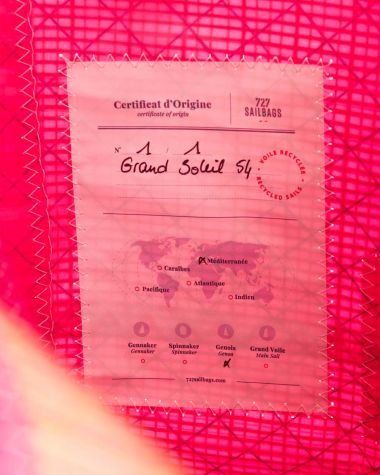 Certificat d'Origine
certificate of origin
727
SAILBAGS
N° 1 / 1
Grand Soleil 54
VOILE RECYCLÉE
RECYCLED SAILS
Méditerranée
Caraïbes
Atlantique
Pacifique
Indien
Gennaker Spinnaker Genois Grand Voile
Gennaker Spinnaker Genoa Main Sail
727sailbags.com